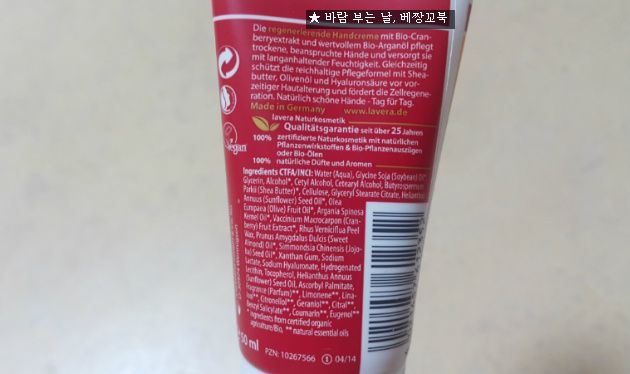 ★ 바람 부는 날, 베짱꼬북
Die regenerierende Handcreme mit Bio-Cran-
berryextrakt und wertvollem Bio-Arganöl pflegt
trockene, beanspruchte Hände und versorgt sie
mit langanhaltender Feuchtigkeit. Gleichzeitig
schützt die reichhaltige Pflegeformel mit Shea-
butter, Olivenöl und Hyaluronsäure vor vor-
zeitiger Hautalterung und fördert die Zellregene-
ration. Natürlich schöne Hände - Tag für Tag.
Made in Germany www.lavera.de
lavera Naturkosmetik
Qualitätsgarantie seit über 25 Jahren
100% zertifizierte Naturkosmetik mit natürlichen
Pflanzenwirkstoffen & Bio-Pflanzenauszügen
oder Bio-Ölen
100% natürliche Düfte und Aromen
Ingredients CTFA/INCI: Water (Aqua), Glycine Soja (Soybean) Oil*,
Glycerin, Alcohol*, Cetyl Alcohol, Cetearyl Alcohol, Butyrospermum
Parkii (Shea Butter)*, Cellulose, Glyceryl Stearate Citrate, Helianthus
Annuus (Sunflower) Seed Oil*, Olea
Europaea (Olive) Fruit Oil*, Argania Spinosa
Kernel Oil*, Vaccinium Macrocarpon (Cran-
benry) Fruit Extract*, Rhus Verniciflua Peel
Wax, Prunus Amygdalus Dulcis (Sweet
Almond) Oil*, Simmondsia Chinensis (Jojo-
ba) Seed Oil*, Xanthan Gum, Sodium
Lactate, Sodium Hyaluronate, Hydrogenated
Lecithin, Tocopherol, Helianthus Annuus
(Sunflower) Seed Oil, Ascorbyl Palmitate,
Fragrance (Parfum)**, Limonene**, Lina-
lool**, Citronellol**, Geraniol**, Citral**,
Benzyl Salicylate**, Coumarin**, Eugenol**
* ingredients from certified organic
agriculture/Bio, ** natural essential oils
50 ml
PZN: 10267566 04/14
Vegan